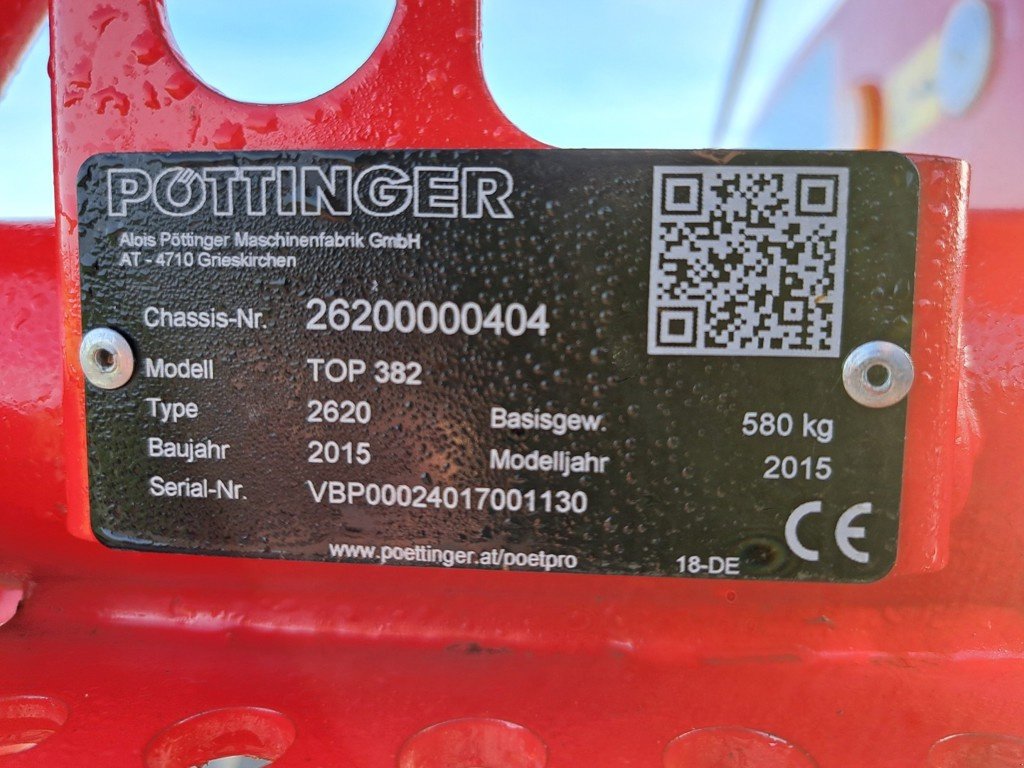 PÖTTINGER
Alois Pöttinger Maschinenfabrik GmbH
AT - 4710 Grieskirchen
Chassis-Nr. 26200000404
Modell TOP 382
Type 2620 Basisgew. 580 kg
Baujahr 2015 Modelljahr 2015
Serial-Nr. VBP00024017001130
CE
www.poettinger.at/poetpro 18-DE